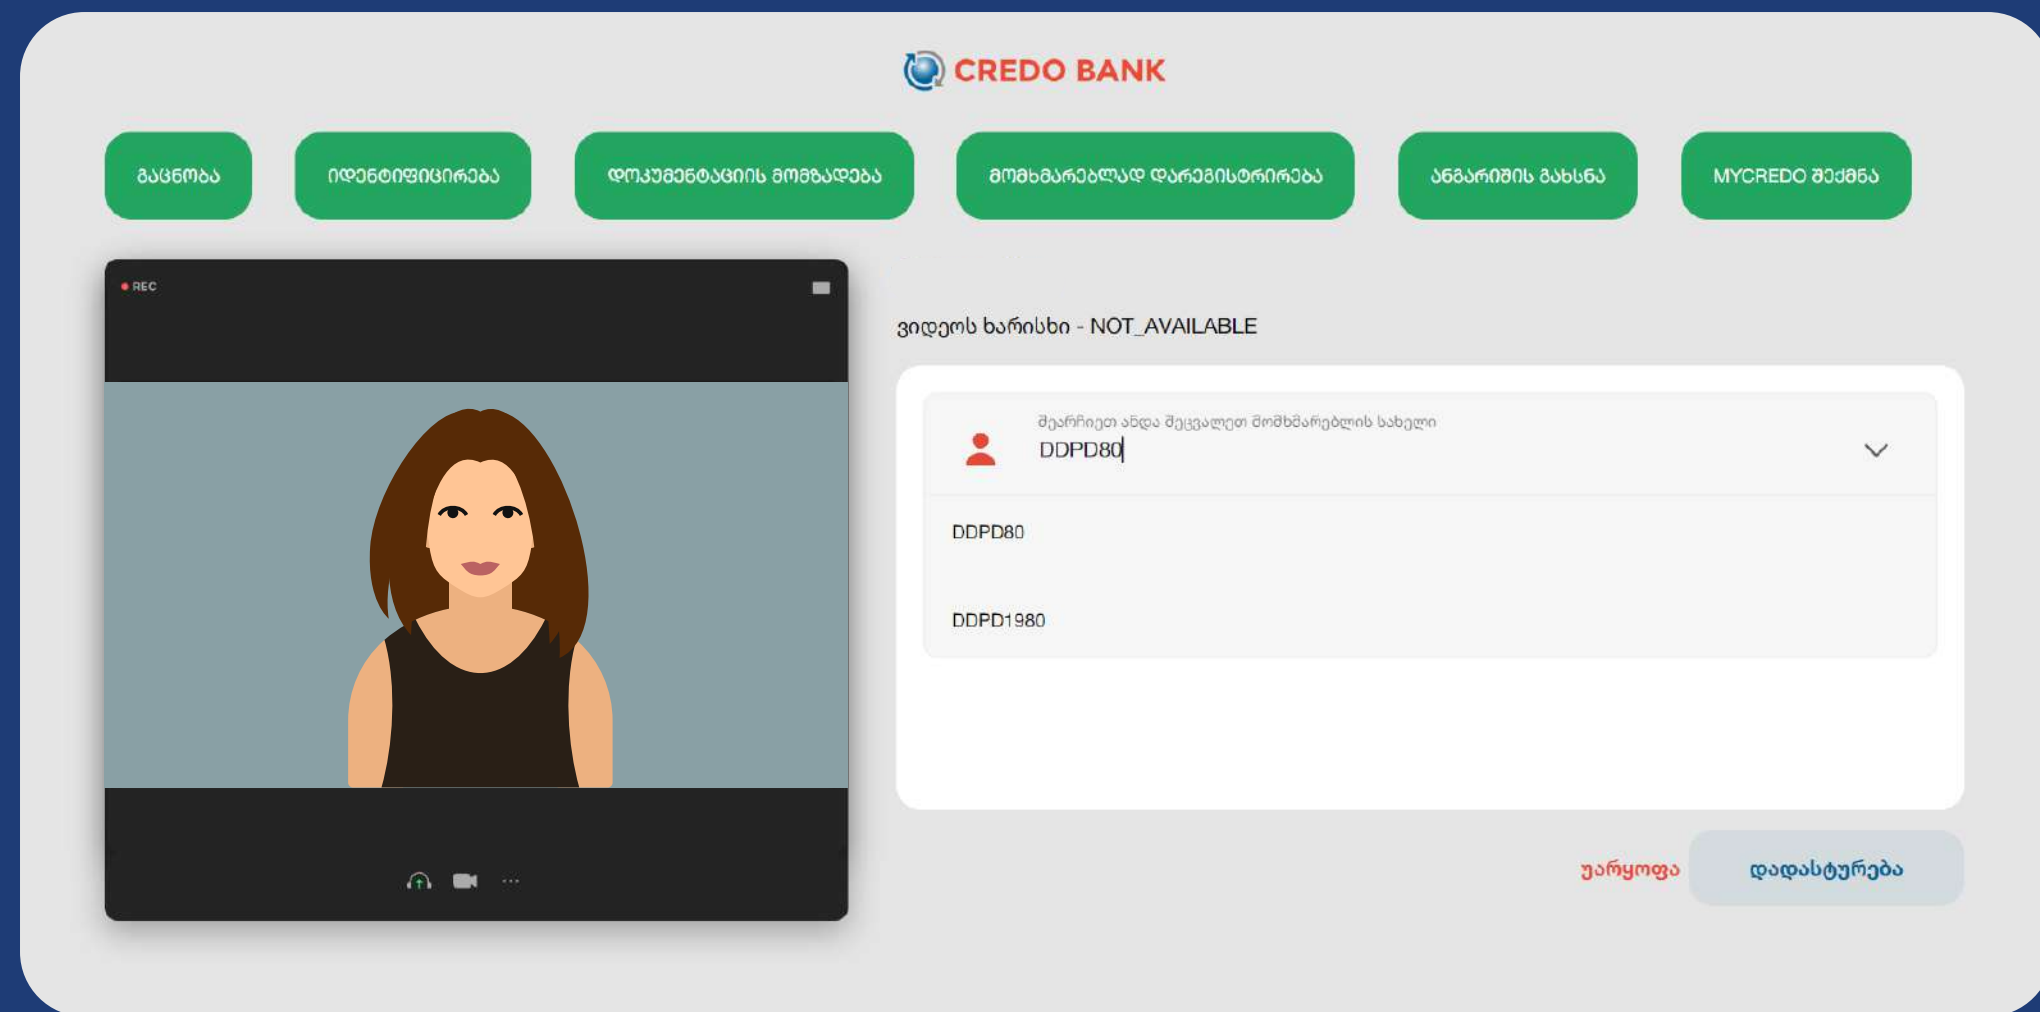 CREDO BANK
გაცნობა
იდენტიფიცირება
დოკუმენტაციის მომზადება
მომხმარებლად დარეგისტრირება
ანგარიშის გახსნა
MYCREDO შექმნა
REC
ვიდეოს ხარისხი - NOT_AVAILABLE
შეარჩიეთ ანდა შეცვალეთ მომხმარებლის სახელი
DDPD80
DDPD80
DDPD1980
უარყოფა
დადასტურება